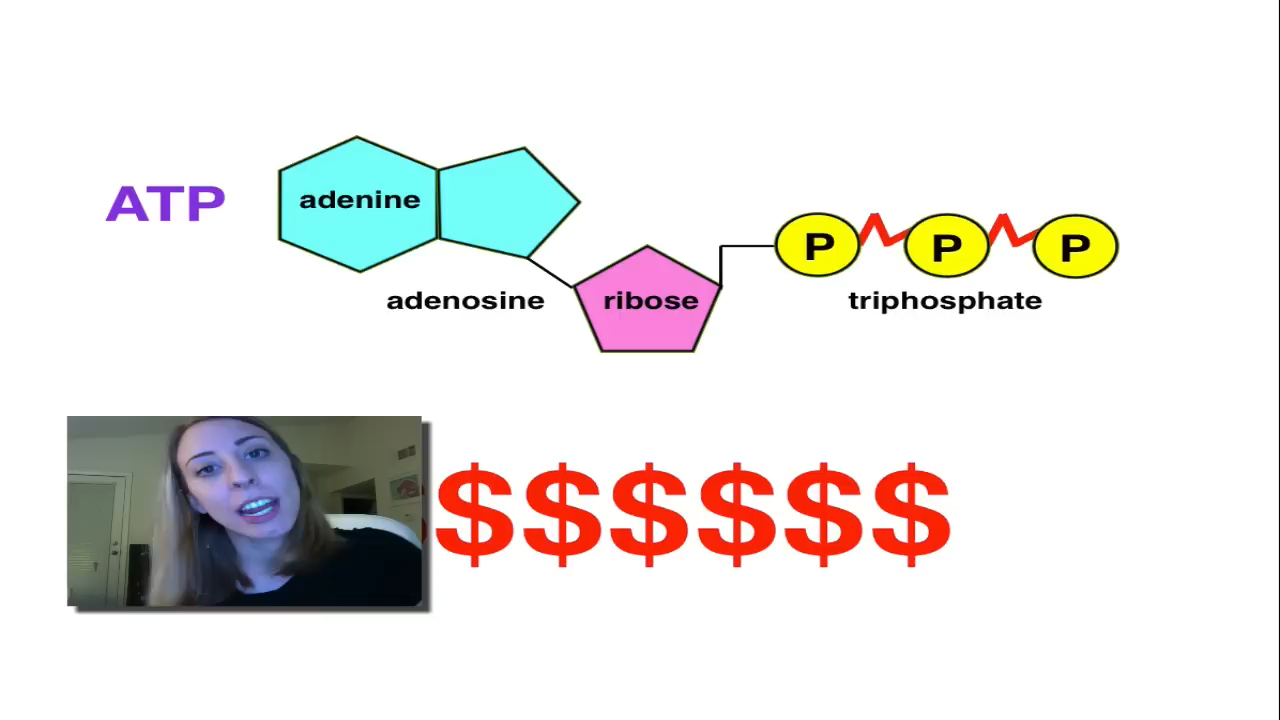 ATP
adenine
adenosine
ribose
P P P
triphosphate
$$$$$$